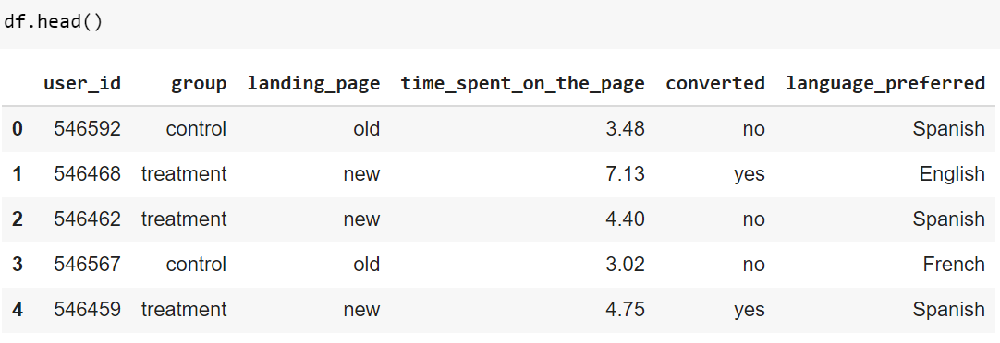 df.head()
user_id group landing_page time_spent_on_the_page converted language_preferred
0 546592 control old 3.48 no Spanish
1 546468 treatment new 7.13 yes English
2 546462 treatment new 4.40 no Spanish
3 546567 control old 3.02 no French
4 546459 treatment new 4.75 yes Spanish